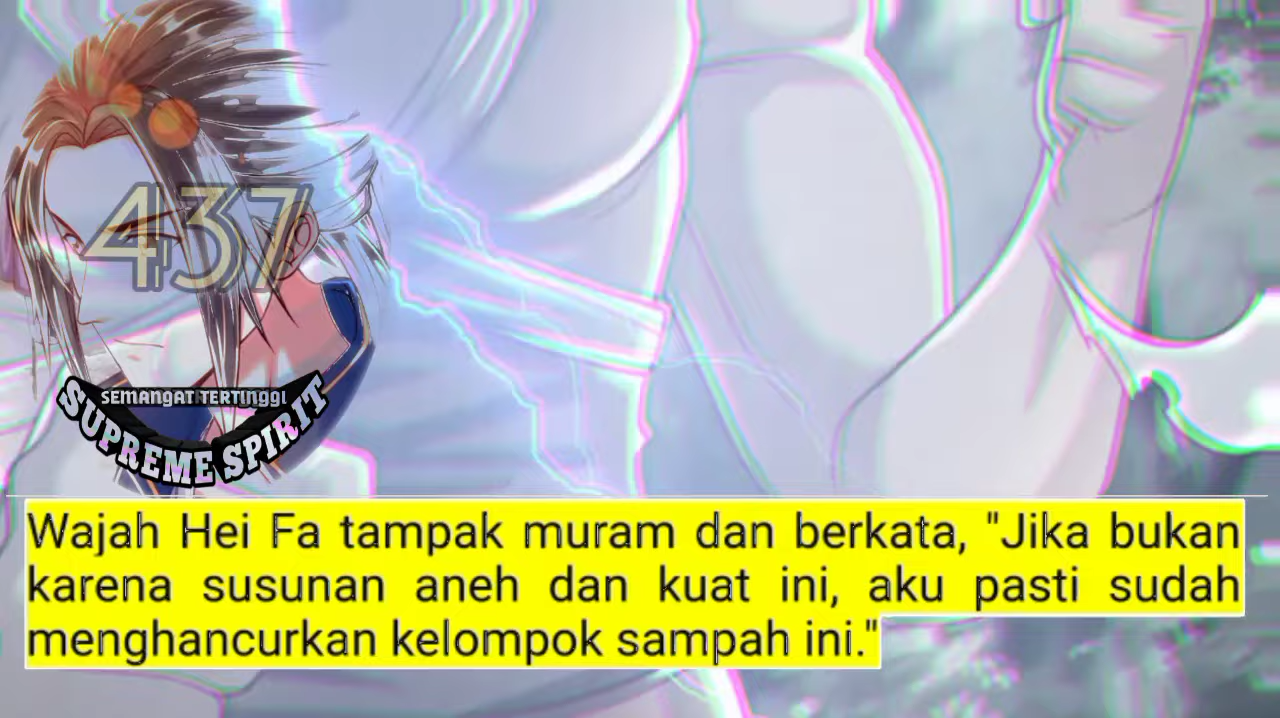 437
SEMANGAT TERTINGGI
SUPREME SPIRIT
Wajah Hei Fa tampak muram dan berkata, "Jika bukan
karena susunan aneh dan kuat ini, aku pasti sudah
menghancurkan kelompok sampah ini."